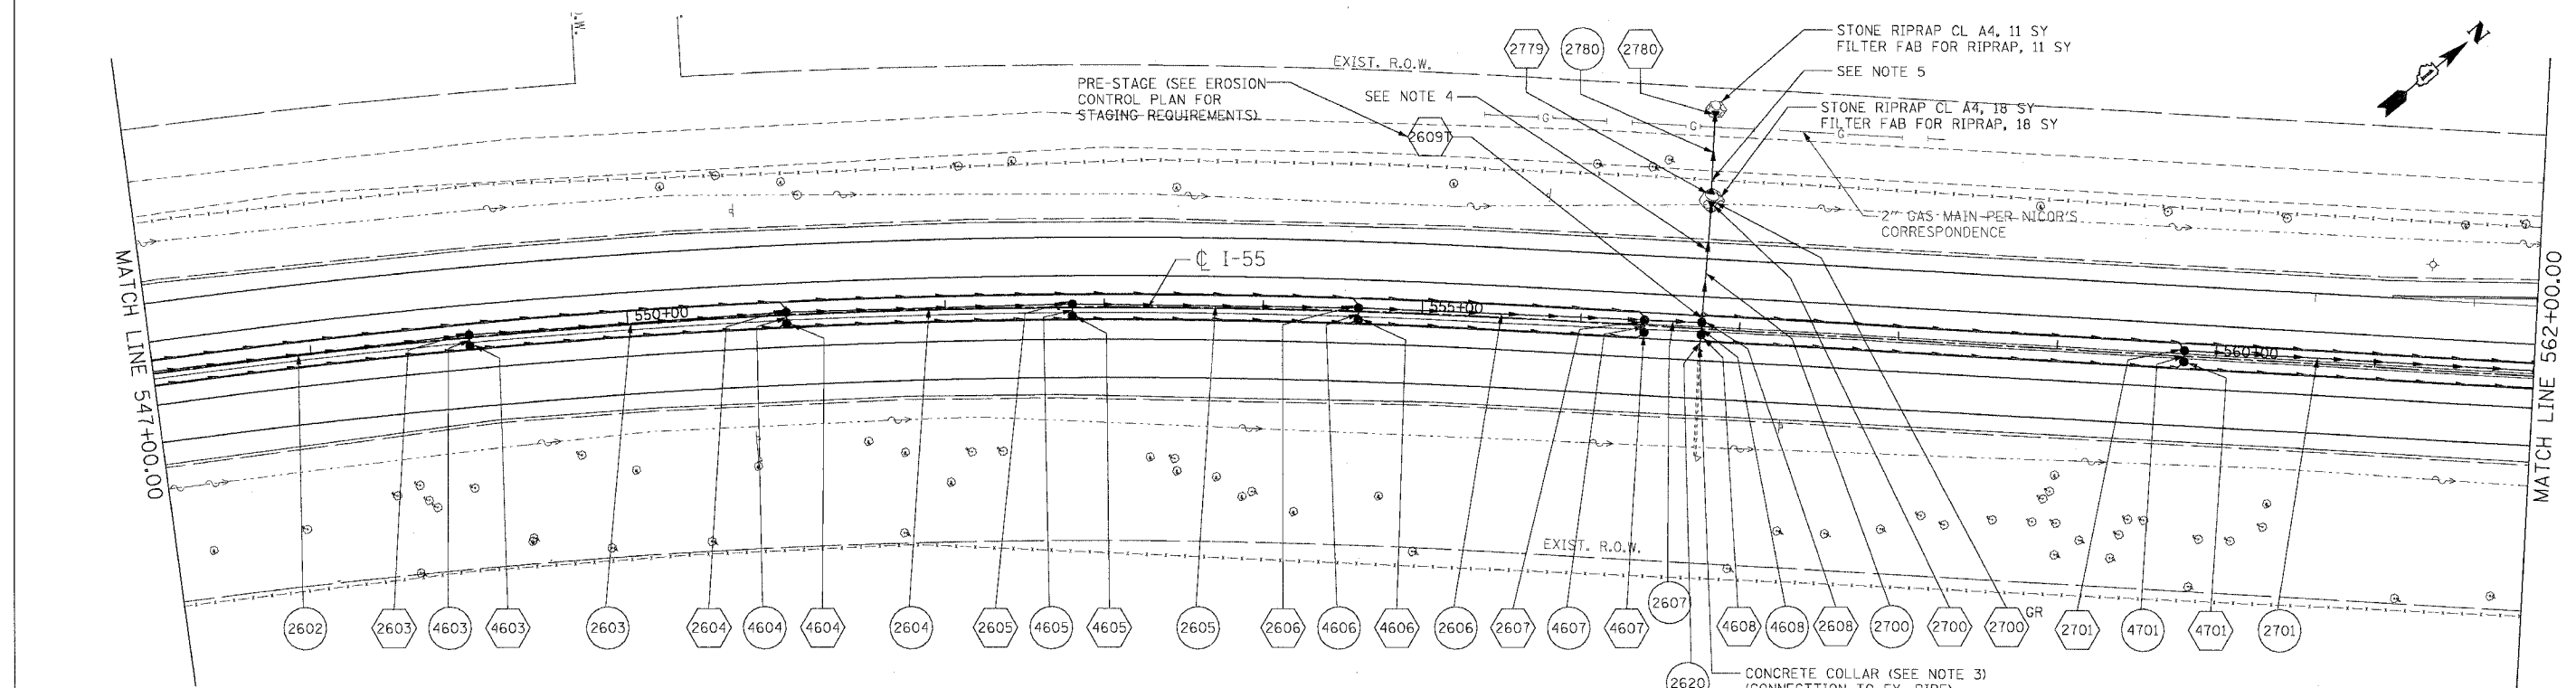 R.O.W.
EXIST. R.O.W.
2779
2780
2780
STONE RIPRAP CL A4, 11 SY
FILTER FAB FOR RIPRAP, 11 SY
N
PRE-STAGE (SEE EROSION
CONTROL PLAN FOR
STAGING REQUIREMENTS)
SEE NOTE 4
SEE NOTE 5
STONE RIPRAP CL A4, 18 SY
FILTER FAB FOR RIPRAP, 18 SY
G
G
G
2609T
2" GAS MAIN PER NICOR'S
CORRESPONDENCE
MATCH LINE 547+00.00
℄ I-55
550+00
555+00
560+00
MATCH LINE 562+00.00
EXIST. R.O.W.
2602
2603
4603
4603
2603
2604
4604
4604
2604
2605
4605
4605
2605
2606
4606
4606
2606
2607
4607
4607
2607
4608
4608
2608
2700
2700
2700
GR
2701
4701
4701
2701
2620
CONCRETE COLLAR (SEE NOTE 3)
(CONNECTION TO EX. PIPE)